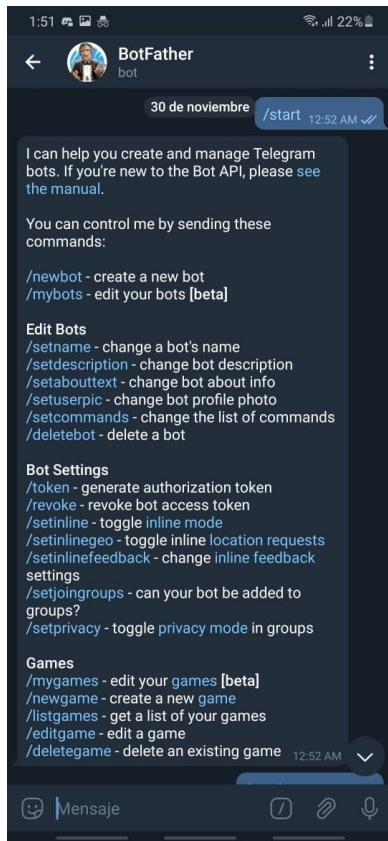 1:51 22%
BotFather
bot
30 de noviembre
/start 12:52 AM
I can help you create and manage Telegram
bots. If you're new to the Bot API, please see
the manual.
You can control me by sending these
commands:
/newbot - create a new bot
/mybots - edit your bots [beta]
Edit Bots
/setname - change a bot's name
/setdescription - change bot description
/setabouttext - change bot about info
/setuserpic - change bot profile photo
/setcommands - change the list of commands
/deletebot - delete a bot
Bot Settings
/token - generate authorization token
/revoke - revoke bot access token
/setinline - toggle inline mode
/setinlinegeo - toggle inline location requests
/setinlinefeedback - change inline feedback
settings
/setjoingroups - can your bot be added to
groups?
/setprivacy - toggle privacy mode in groups
Games
/mygames - edit your games [beta]
/newgame - create a new game
/listgames - get a list of your games
/editgame - edit a game
/deletegame - delete an existing game 12:52 AM
Mensaje